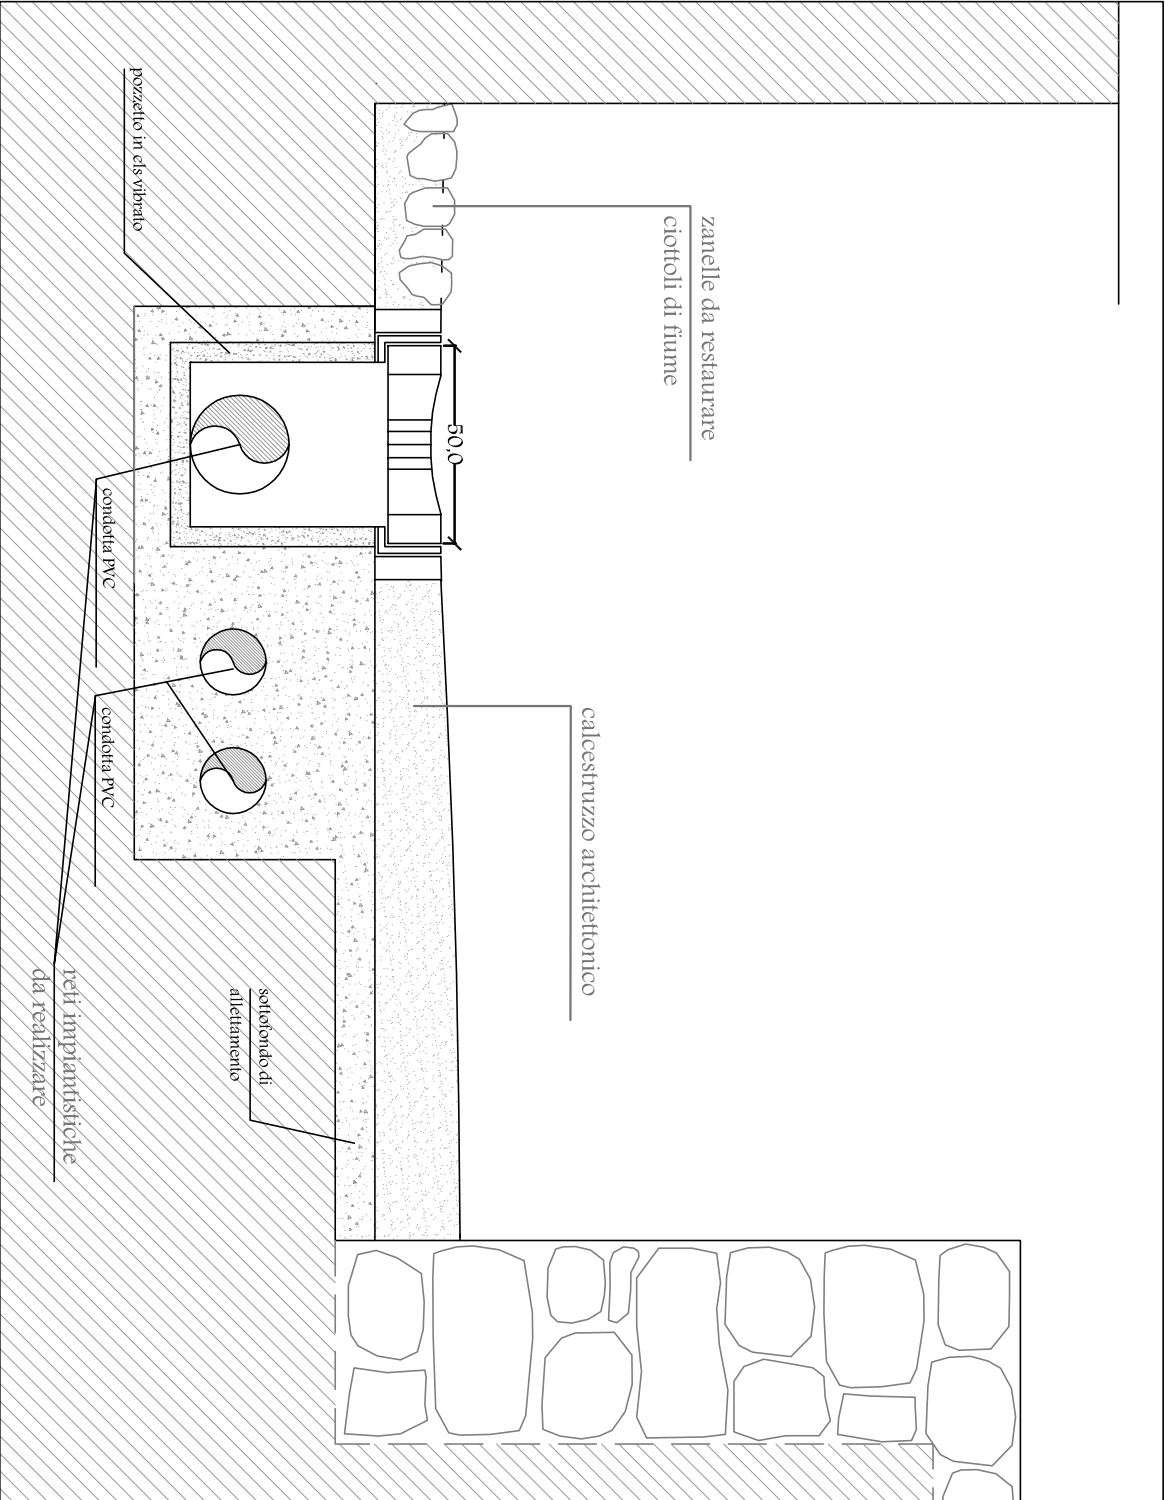 zanelle da restaurare
ciottoli di fiume
calcestruzzo architettonico
50,0
pozzetto in cls vibrato
condotta PVC
condotta PVC
sottofondo di
allettamento
reti impiantistiche
da realizzare